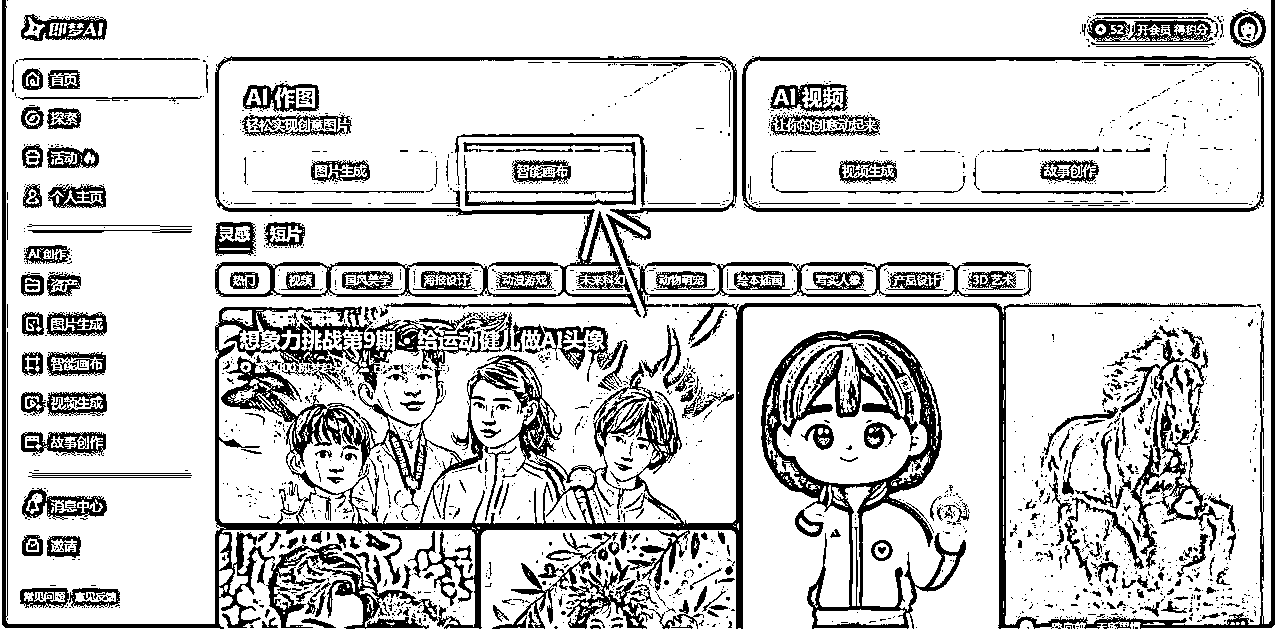 即梦AI
52 开会员 得积分
首页
探索
活动
个人主页
AI 创作
资产
图片生成
智能画布
视频生成
故事创作
消息中心
邀请
常见问题 意见反馈
AI 作图
轻松实现创意图片
图片生成
智能画布
AI 视频
让你的创意动起来
视频生成
故事创作
灵感 短片
热门 视频 国风美学 海报设计 动漫游戏 未来科幻 动物萌宠 绘本插画 写实人像 产品设计 3D 艺术
想象力挑战第9期·给运动健儿做AI头像